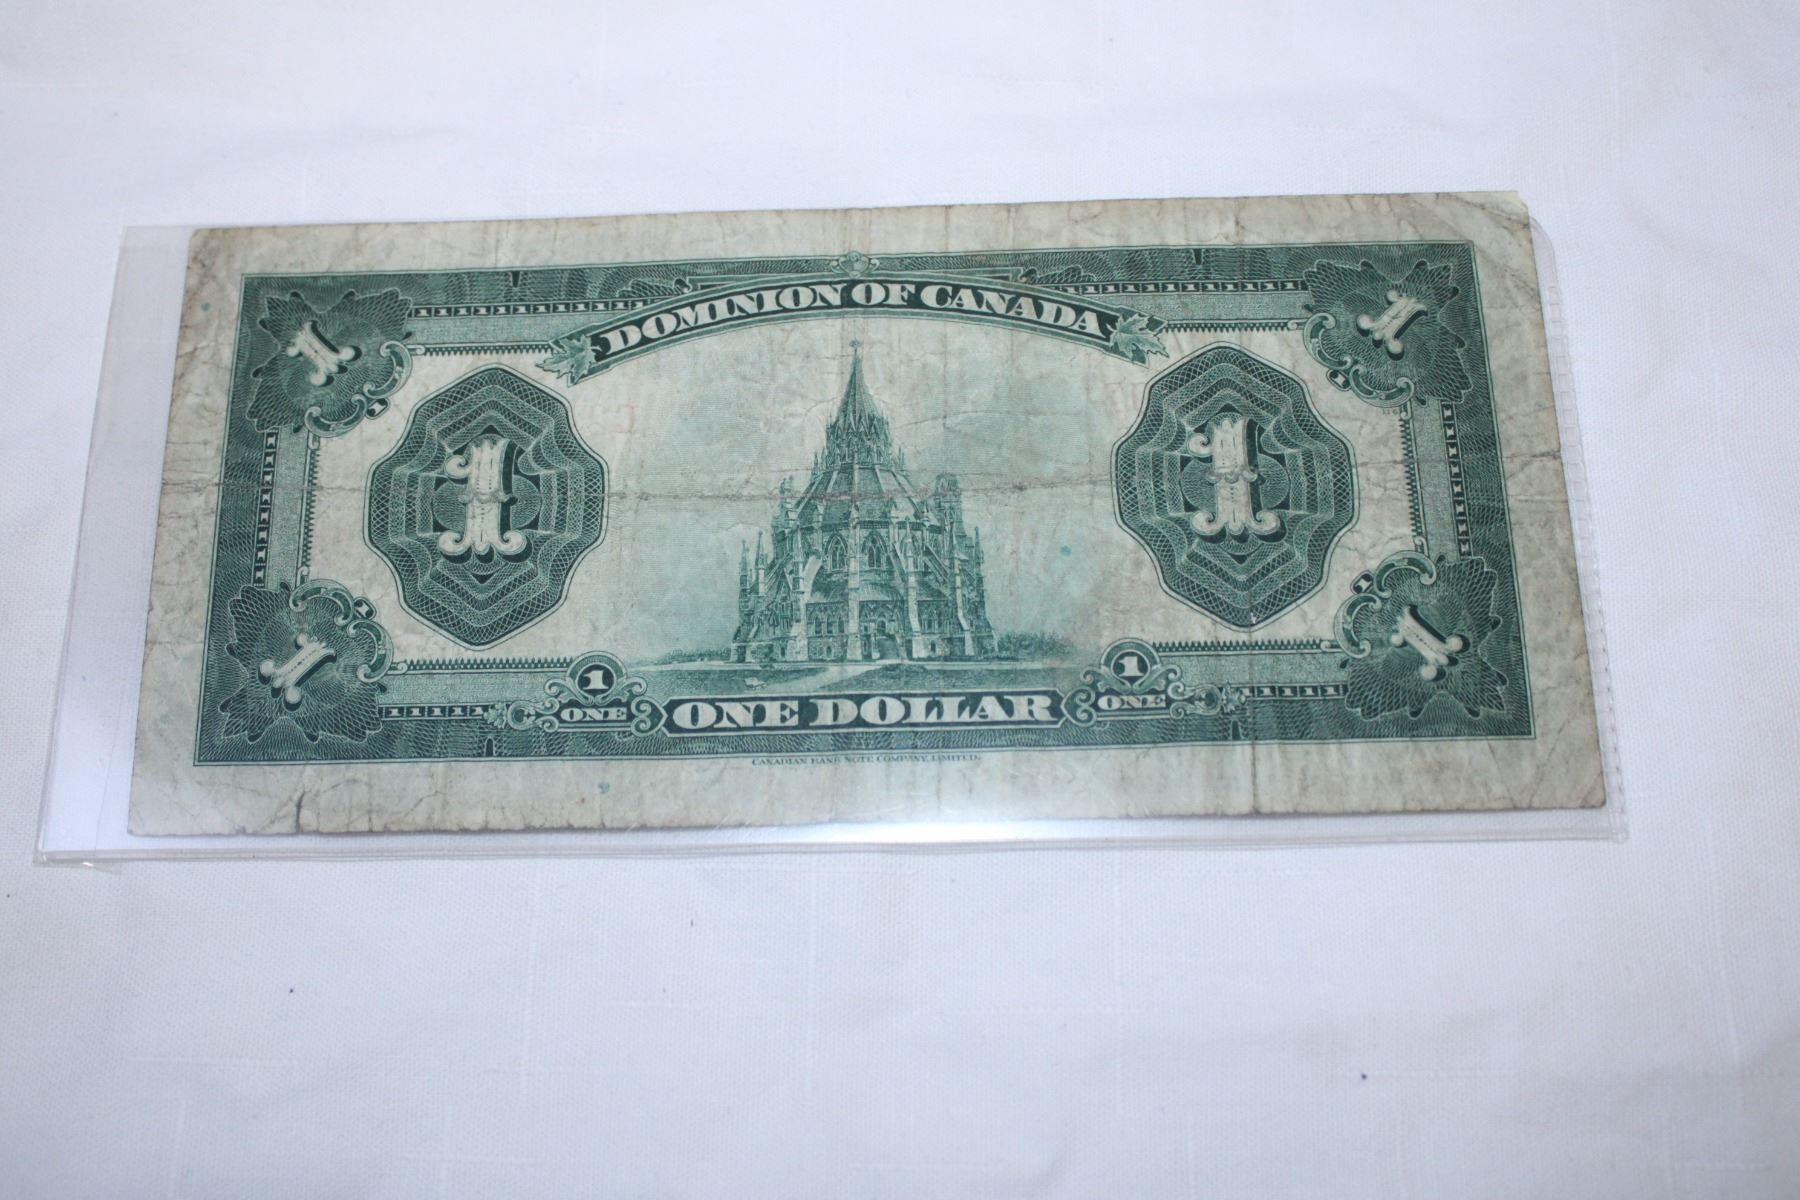 DOMINION OF CANADA
1 1
1 1
1 1
1 1
ONE ONE DOLLAR ONE
CANADIAN BANK NOTE COMPANY, LIMITED.